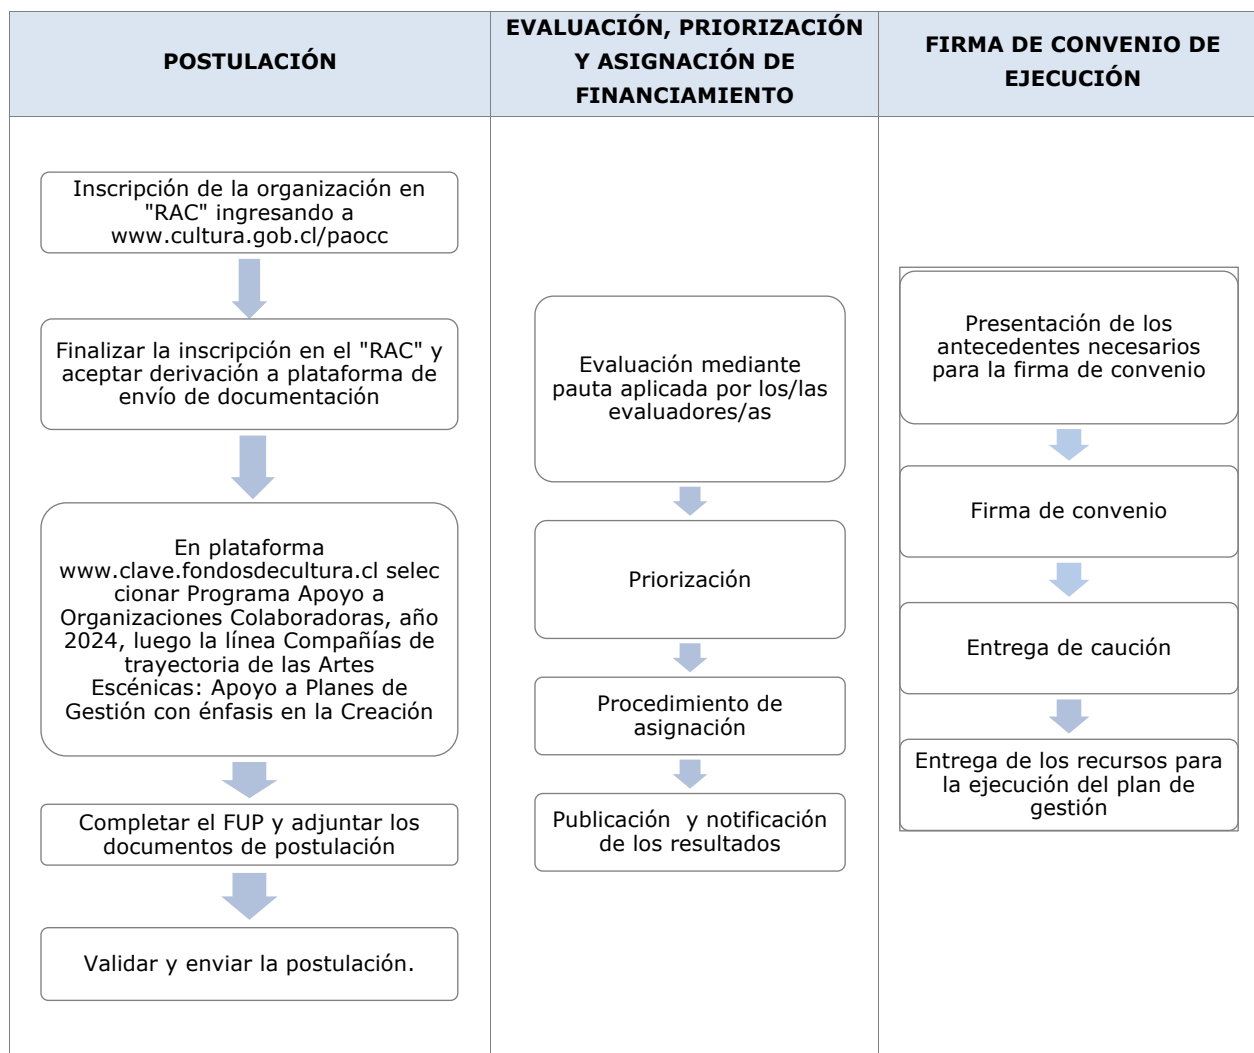 POSTULACIÓN
EVALUACIÓN, PRIORIZACIÓN
Y ASIGNACIÓN DE
FINANCIAMIENTO
FIRMA DE CONVENIO DE
EJECUCIÓN
Inscripción de la organización en
"RAC" ingresando a
www.cultura.gob.cl/paocc
Finalizar la inscripción en el "RAC" y
aceptar derivación a plataforma de
envío de documentación
En plataforma
www.clave.fondosdecultura.cl selec
cionar Programa Apoyo a
Organizaciones Colaboradoras, año
2024, luego la línea Compañías de
trayectoria de las Artes
Escénicas: Apoyo a Planes de
Gestión con énfasis en la Creación
Completar el FUP y adjuntar los
documentos de postulación
Validar y enviar la postulación.
Evaluación mediante
pauta aplicada por los/las
evaluadores/as
Priorización
Procedimiento de
asignación
Publicación y notificación
de los resultados
Presentación de los
antecedentes necesarios
para la firma de convenio
Firma de convenio
Entrega de caución
Entrega de los recursos para
la ejecución del plan de
gestión